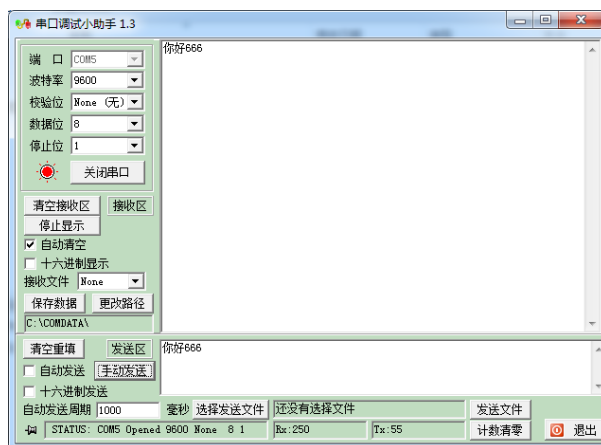 串口调试小助手 1.3
端 口 COM5
波特率 9600
校验位 None (无)
数据位 8
停止位 1
关闭串口
清空接收区 接收区
停止显示
自动清空
十六进制显示
接收文件 None
保存数据 更改路径
C:\COMDATA\
你好666
清空重填 发送区
自动发送 手动发送
十六进制发送
你好666
自动发送周期 1000 毫秒 选择发送文件 还没有选择文件 发送文件
STATUS: COM5 Opened 9600 None 8 1 Rx:250 Tx:55 计数清零 退出